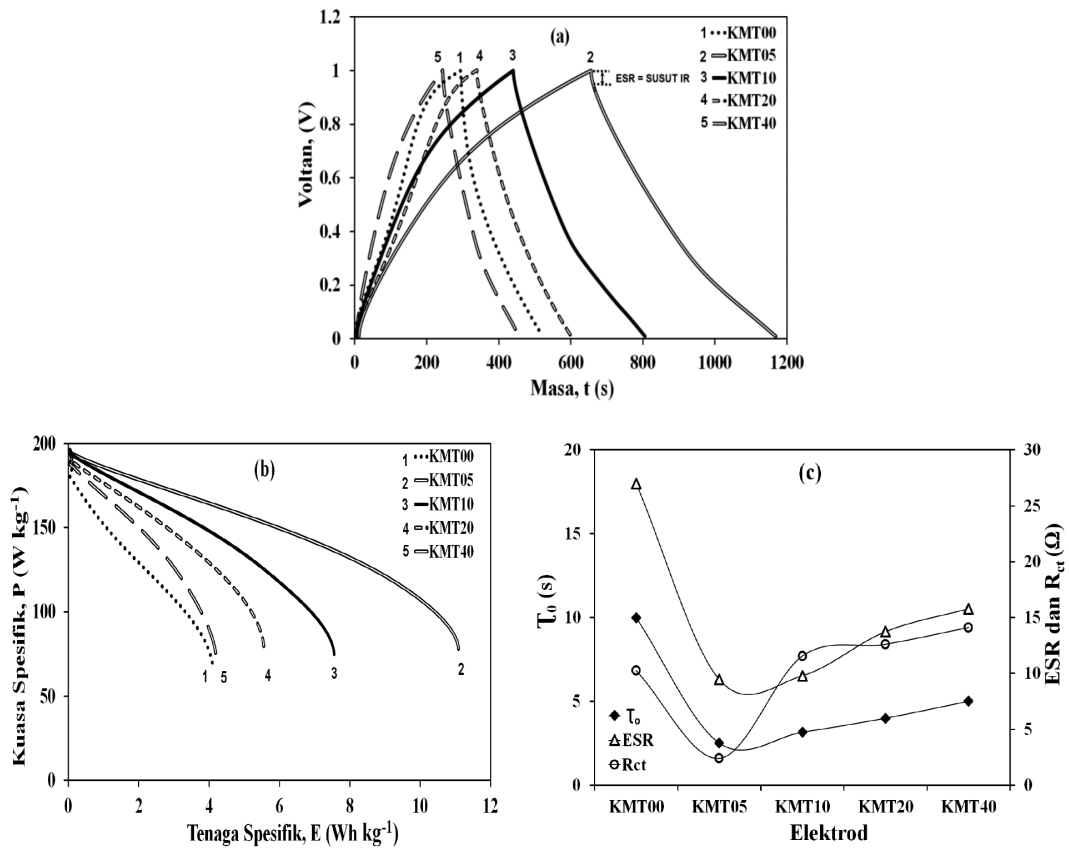 (a)
Voltan, (V)
1.2
1
0.8
0.6
0.4
0.2
0
0 200 400 600 800 1000 1200
Masa, t (s)
5 1 4 3 2
ESR = SUSUT IR
1 KMT00
2 KMT05
3 KMT10
4 KMT20
5 KMT40
(b)
Kuasa Spesifik, P (W kg-1)
200
150
100
50
0
0 2 4 6 8 10 12
Tenaga Spesifik, E (Wh kg-1)
1 KMT00
2 KMT05
3 KMT10
4 KMT20
5 KMT40
1 5 4 3 2
(c)
τ0 (s)
20
15
10
5
0
30
25
20
15
10
5
0
ESR dan Rct (Ω)
τo
ESR
Rct
KMT00 KMT05 KMT10 KMT20 KMT40
Elektrod